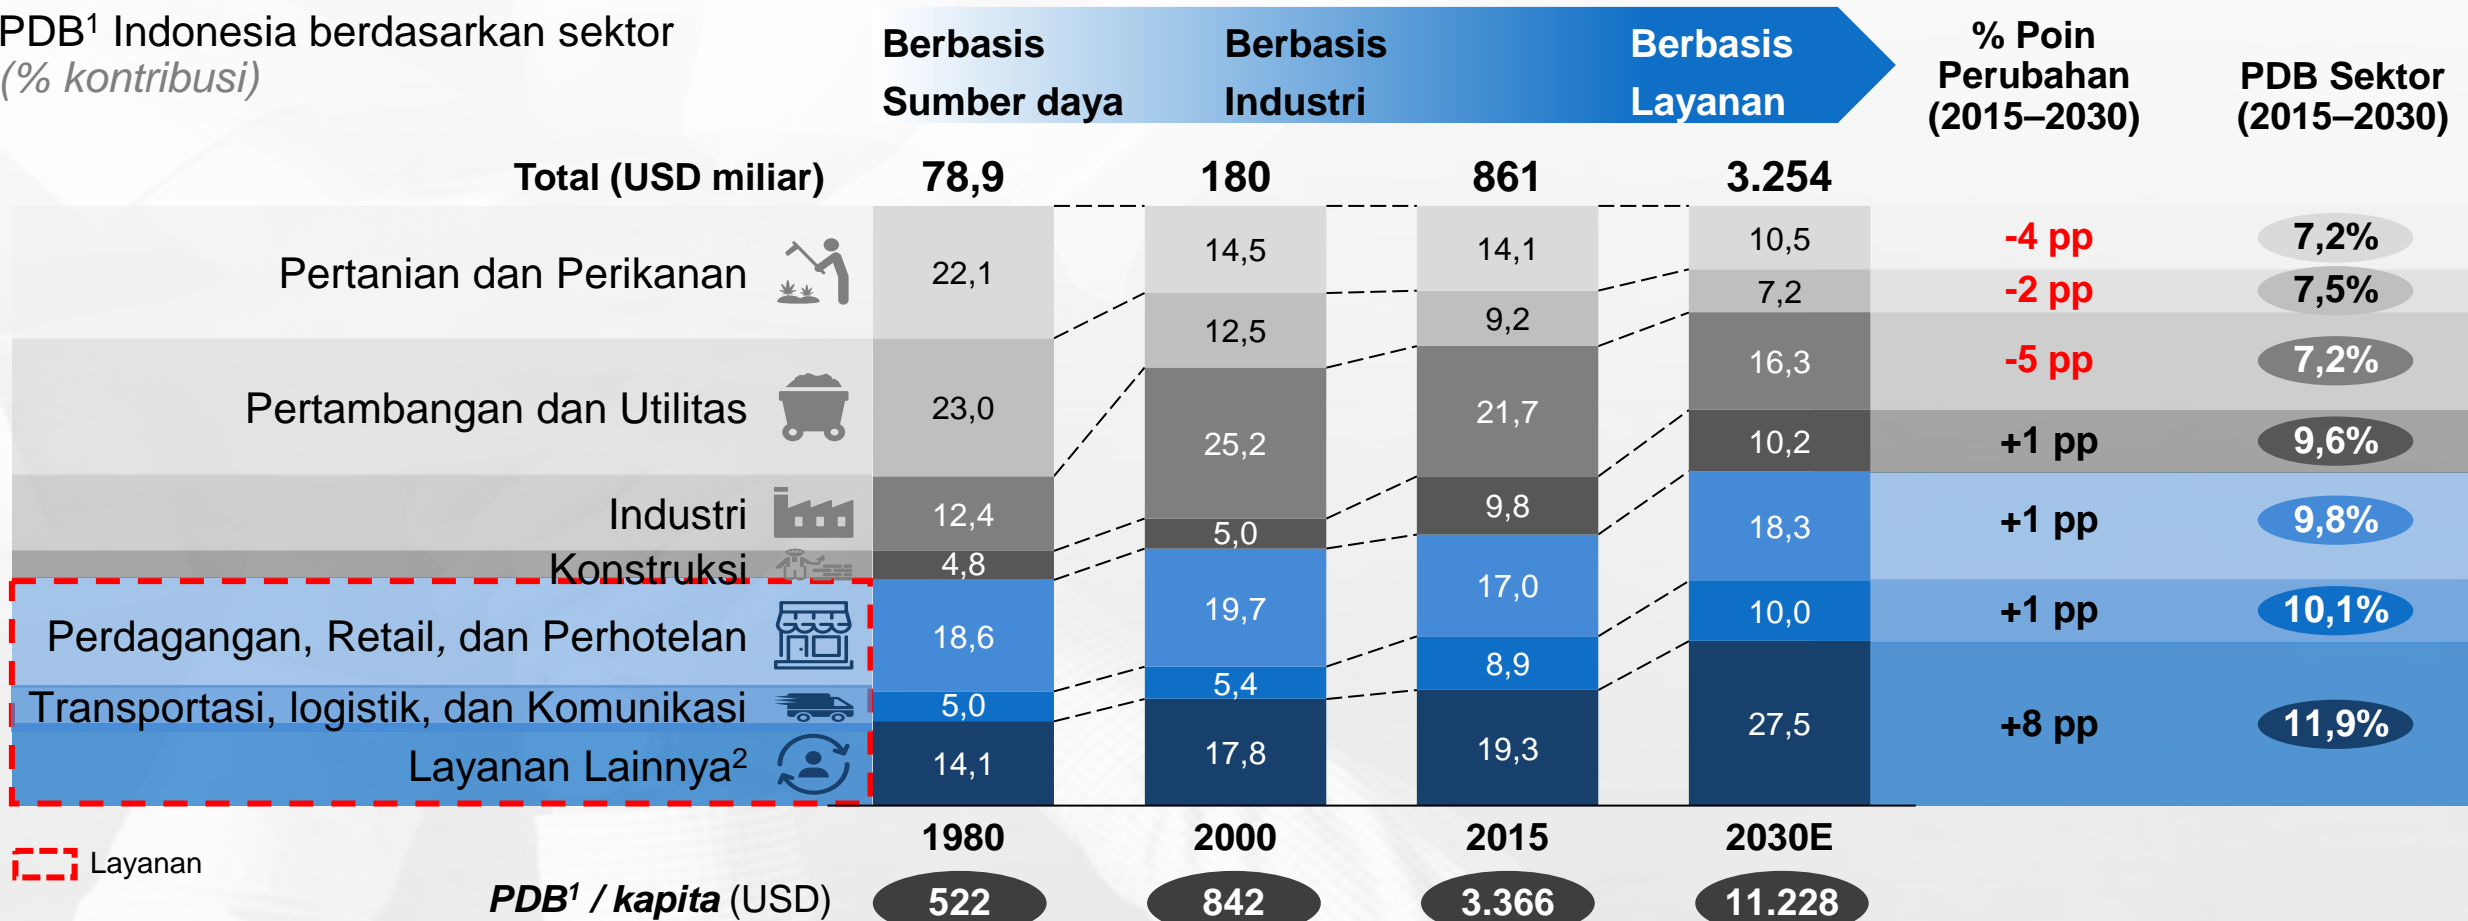 PDB¹ Indonesia berdasarkan sektor
(% kontribusi)
Berbasis
Sumber daya
Berbasis
Industri
Berbasis
Layanan
% Poin
Perubahan
(2015–2030)
PDB Sektor
(2015–2030)
Total (USD miliar) 78,9 180 861 3.254
Pertanian dan Perikanan 22,1 14,5 14,1 10,5 -4 pp 7,2%
Pertambangan dan Utilitas 23,0 12,5 9,2 7,2 -2 pp 7,5%
Industri 12,4 25,2 21,7 16,3 -5 pp 7,2%
Konstruksi 4,8 5,0 9,8 10,2 +1 pp 9,6%
Perdagangan, Retail, dan Perhotelan 18,6 19,7 17,0 18,3 +1 pp 9,8%
Transportasi, logistik, dan Komunikasi 5,0 5,4 8,9 10,0 +1 pp 10,1%
Layanan Lainnya² 14,1 17,8 19,3 27,5 +8 pp 11,9%
1980 2000 2015 2030E
Layanan
PDB¹ / kapita (USD) 522 842 3.366 11.228